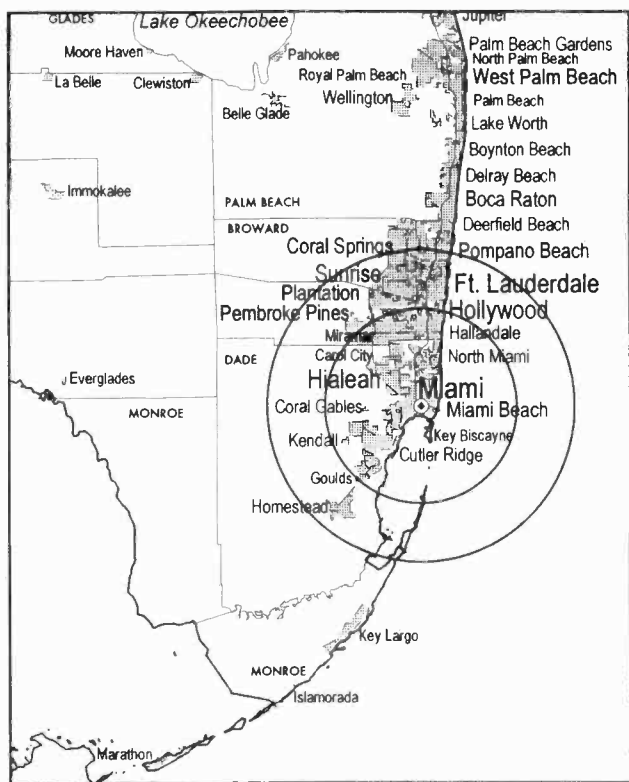 GLADES
Lake Okeechobee
Jupiter
Moore Haven
Pahokee
Palm Beach Gardens
North Palm Beach
Royal Palm Beach
West Palm Beach
La Belle
Clewiston
Wellington
Palm Beach
Belle Glade
Lake Worth
Boynton Beach
Delray Beach
Immokalee
Boca Raton
PALM BEACH
BROWARD
Deerfield Beach
Coral Springs
Pompano Beach
Sunrise
Ft. Lauderdale
Plantation
Pembroke Pines
Hollywood
Miramar
Hallandale
DADE
Carol City
North Miami
Everglades
Hialeah
Miami
MONROE
Coral Gables
Miami Beach
Kendall
Key Biscayne
Cutler Ridge
Goulds
Homestead
Key Largo
MONROE
Islamorada
Marathon